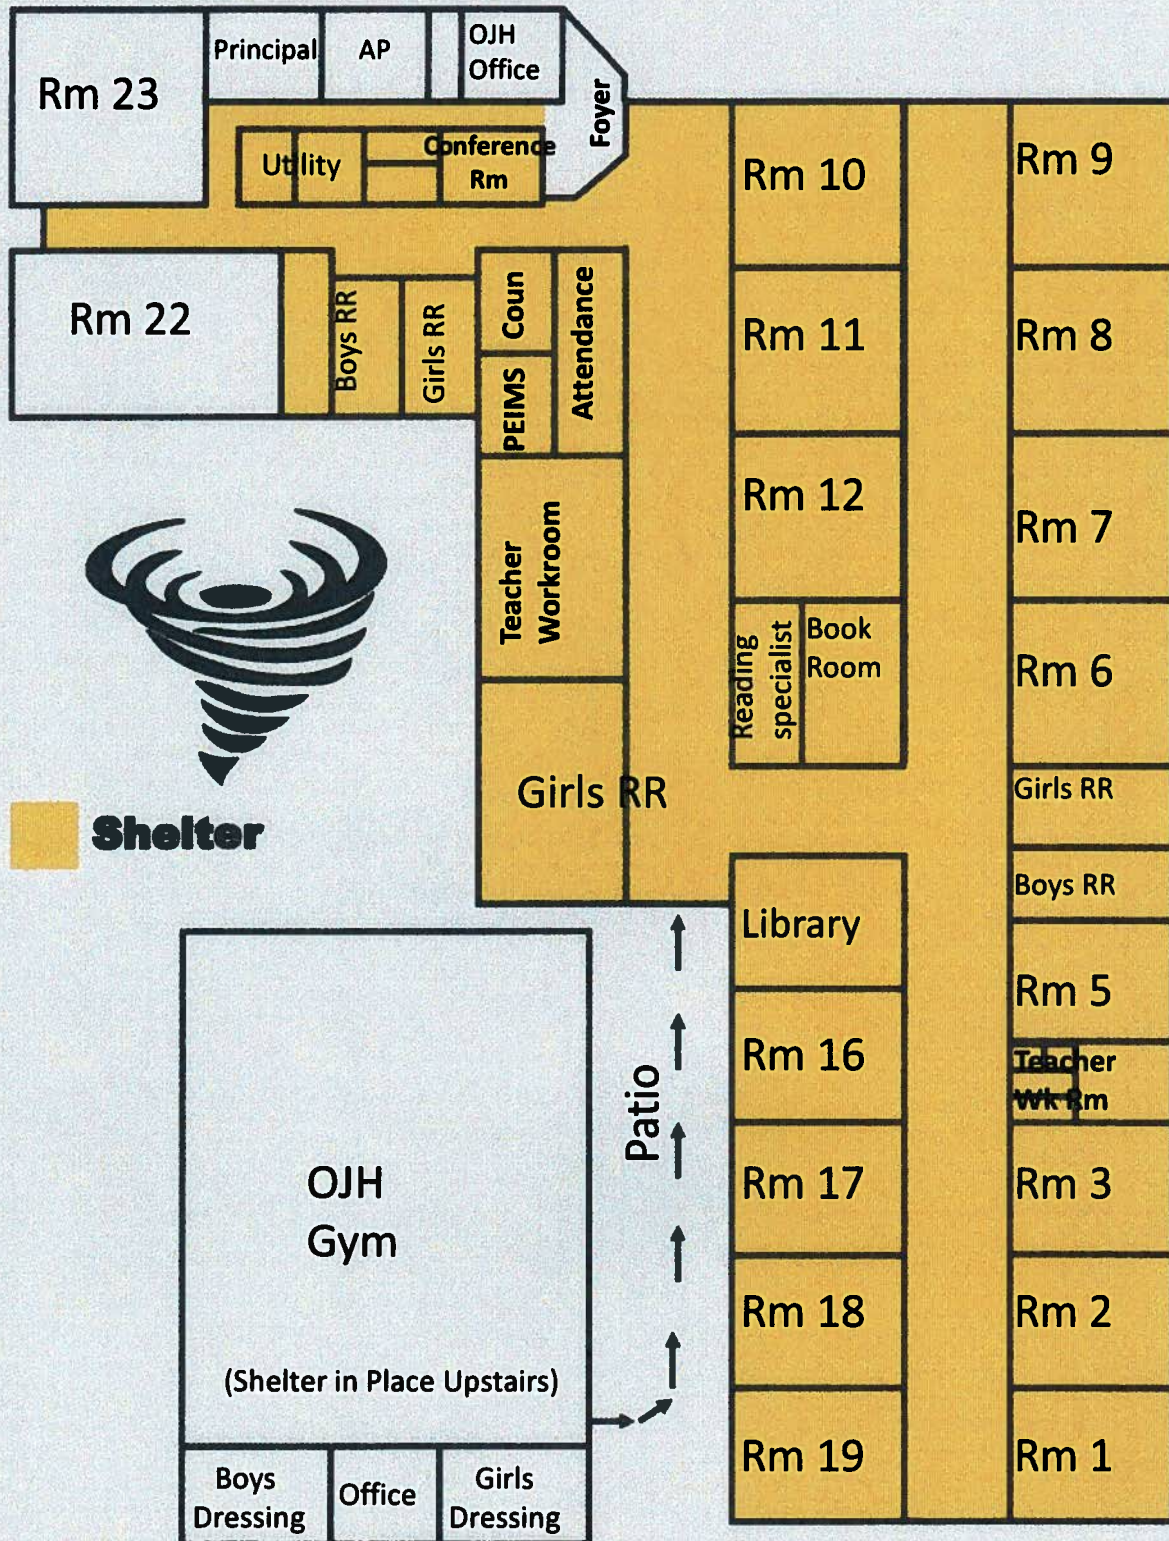 Rm 23
Principal
AP
OJH
Office
Foyer
Utility
Conference
Rm
Rm 10
Rm 9
Rm 22
Boys RR
Girls RR
Coun
PEIMS
Attendance
Rm 11
Rm 8
Teacher
Workroom
Rm 12
Rm 7
Reading
specialist
Book
Room
Rm 6
Girls RR
Girls RR
Shelter
Boys RR
Library
Rm 5
Patio
Rm 16
Teacher
Wk Rm
OJH
Gym
Rm 17
Rm 3
Rm 18
Rm 2
(Shelter in Place Upstairs)
Rm 19
Rm 1
Boys
Dressing
Office
Girls
Dressing